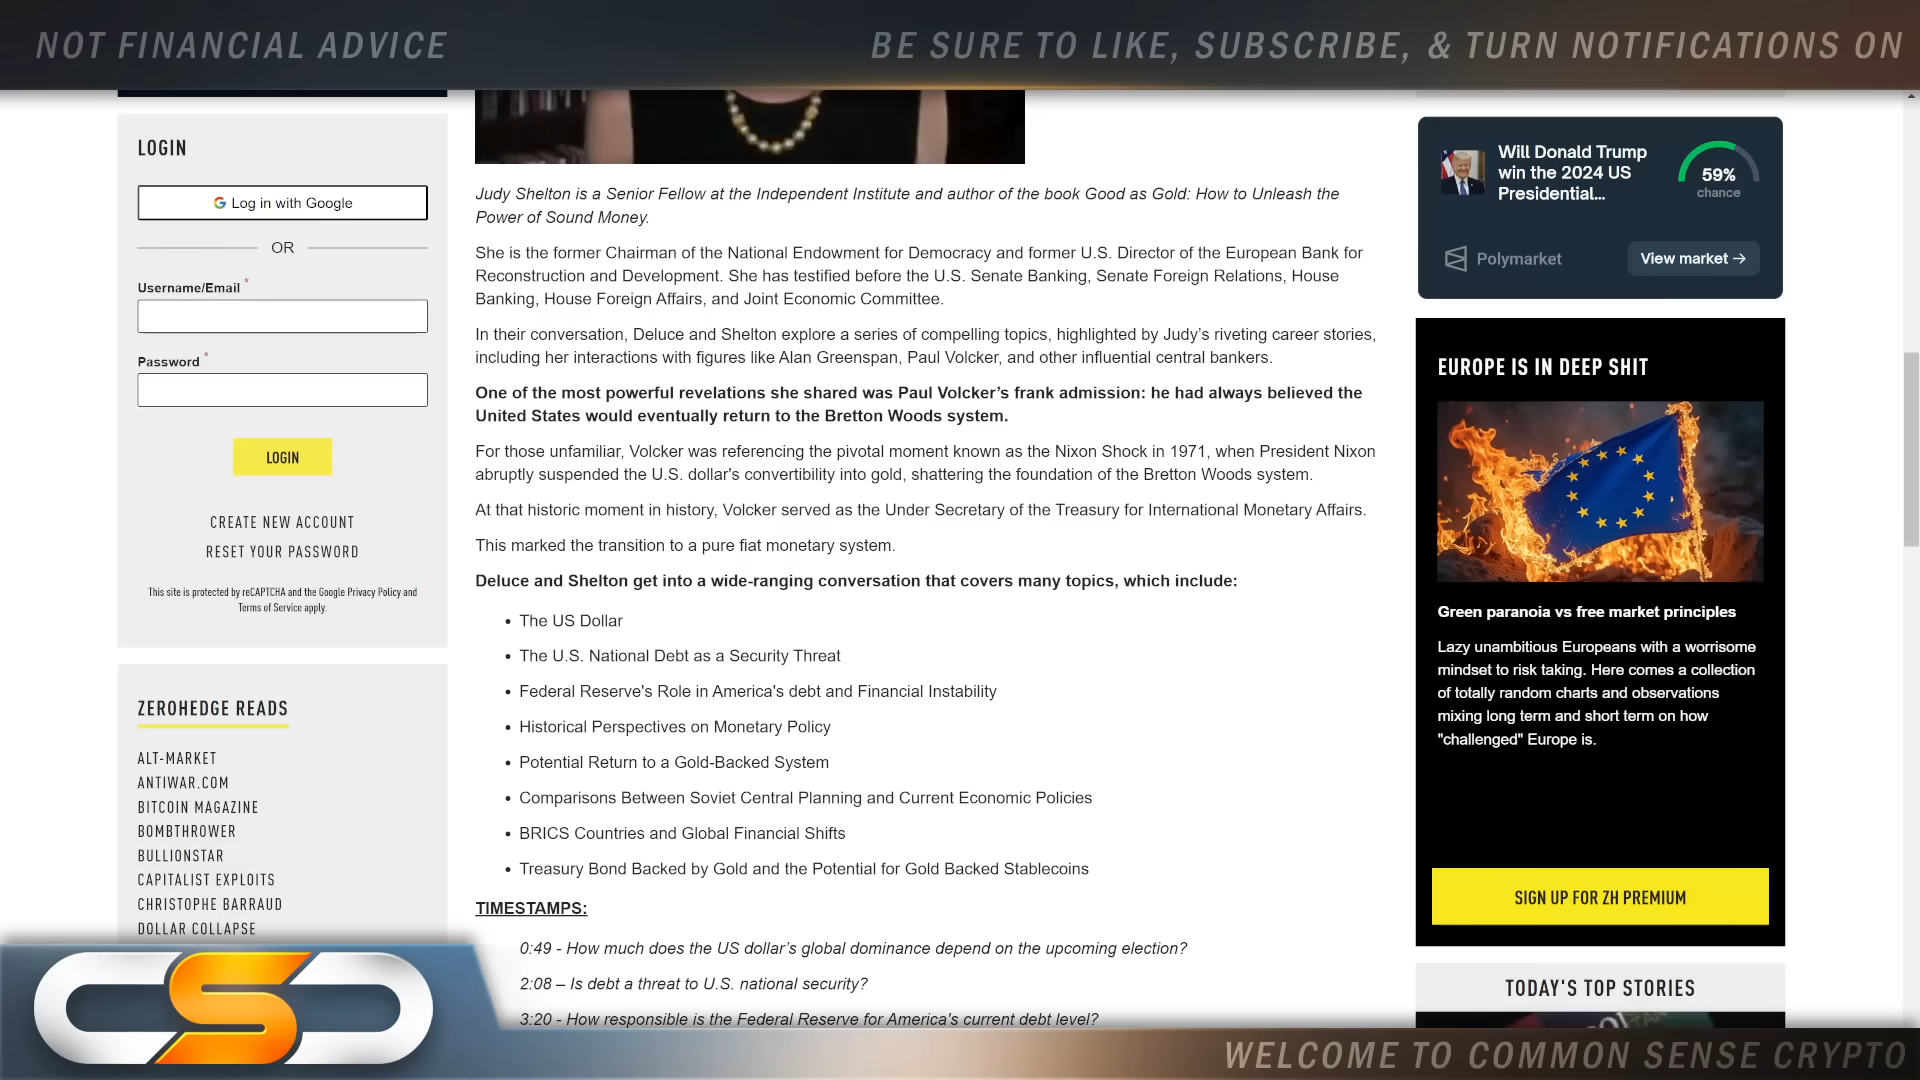 NOT FINANCIAL ADVICE
BE SURE TO LIKE, SUBSCRIBE, & TURN NOTIFICATIONS ON
LOGIN
Log in with Google
OR
Username/Email *
Password *
LOGIN
CREATE NEW ACCOUNT
RESET YOUR PASSWORD
This site is protected by reCAPTCHA and the Google Privacy Policy and
Terms of Service apply.
ZEROHEDGE READS
ALT-MARKET
ANTIWAR.COM
BITCOIN MAGAZINE
BOMBTHROWER
BULLIONSTAR
CAPITALIST EXPLOITS
CHRISTOPHE BARRAUD
DOLLAR COLLAPSE
Judy Shelton is a Senior Fellow at the Independent Institute and author of the book Good as Gold: How to Unleash the
Power of Sound Money.
She is the former Chairman of the National Endowment for Democracy and former U.S. Director of the European Bank for
Reconstruction and Development. She has testified before the U.S. Senate Banking, Senate Foreign Relations, House
Banking, House Foreign Affairs, and Joint Economic Committee.
In their conversation, Deluce and Shelton explore a series of compelling topics, highlighted by Judy’s riveting career stories,
including her interactions with figures like Alan Greenspan, Paul Volcker, and other influential central bankers.
One of the most powerful revelations she shared was Paul Volcker’s frank admission: he had always believed the
United States would eventually return to the Bretton Woods system.
For those unfamiliar, Volcker was referencing the pivotal moment known as the Nixon Shock in 1971, when President Nixon
abruptly suspended the U.S. dollar's convertibility into gold, shattering the foundation of the Bretton Woods system.
At that historic moment in history, Volcker served as the Under Secretary of the Treasury for International Monetary Affairs.
This marked the transition to a pure fiat monetary system.
Deluce and Shelton get into a wide-ranging conversation that covers many topics, which include:
• The US Dollar
• The U.S. National Debt as a Security Threat
• Federal Reserve's Role in America's debt and Financial Instability
• Historical Perspectives on Monetary Policy
• Potential Return to a Gold-Backed System
• Comparisons Between Soviet Central Planning and Current Economic Policies
• BRICS Countries and Global Financial Shifts
• Treasury Bond Backed by Gold and the Potential for Gold Backed Stablecoins
TIMESTAMPS:
0:49 - How much does the US dollar’s global dominance depend on the upcoming election?
2:08 – Is debt a threat to U.S. national security?
3:20 - How responsible is the Federal Reserve for America's current debt level?
Will Donald Trump
win the 2024 US
Presidential...
59%
chance
Polymarket
View market →
EUROPE IS IN DEEP SHIT
Green paranoia vs free market principles
Lazy unambitious Europeans with a worrisome
mindset to risk taking. Here comes a collection
of totally random charts and observations
mixing long term and short term on how
"challenged" Europe is.
SIGN UP FOR ZH PREMIUM
TODAY'S TOP STORIES
CSC
WELCOME TO COMMON SENSE CRYPTO